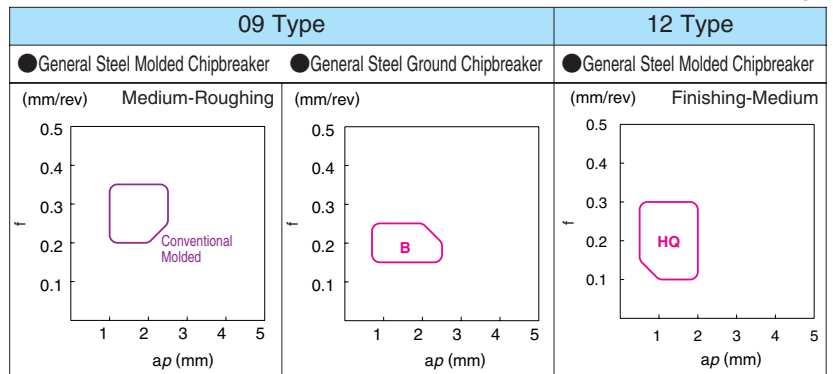 09 Type
12 Type
●General Steel Molded Chipbreaker
●General Steel Ground Chipbreaker
●General Steel Molded Chipbreaker
(mm/rev) Medium-Roughing
0.5
0.4
0.3
0.2
0.1
f
Conventional
Molded
1 2 3 4 5
ap (mm)
(mm/rev)
0.5
0.4
0.3
0.2
0.1
f
B
1 2 3 4 5
ap (mm)
(mm/rev) Finishing-Medium
0.5
0.4
0.3
0.2
0.1
f
HQ
1 2 3 4 5
ap (mm)